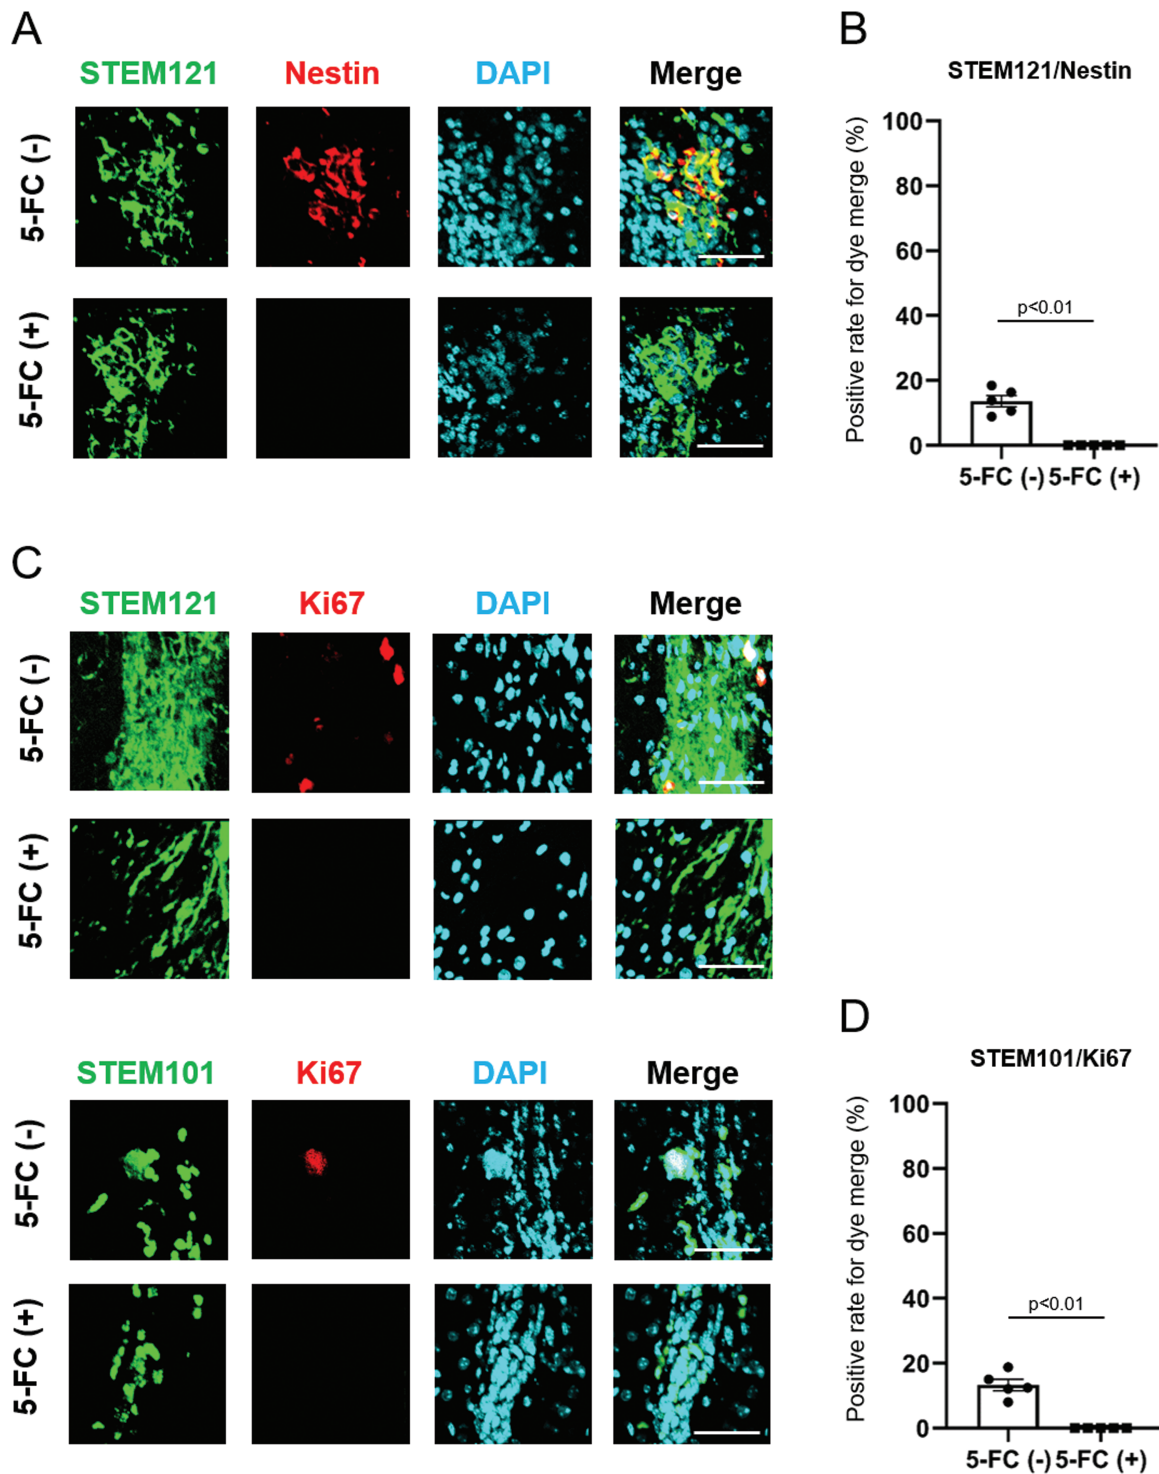 A
STEM121 Nestin DAPI Merge
5-FC (-)
5-FC (+)
B
STEM121/Nestin
Positive rate for dye merge (%)
100
80
60
40
20
0
p<0.01
5-FC (-) 5-FC (+)
C
STEM121 Ki67 DAPI Merge
5-FC (-)
5-FC (+)
STEM101 Ki67 DAPI Merge
5-FC (-)
5-FC (+)
D
STEM101/Ki67
Positive rate for dye merge (%)
100
80
60
40
20
0
p<0.01
5-FC (-) 5-FC (+)